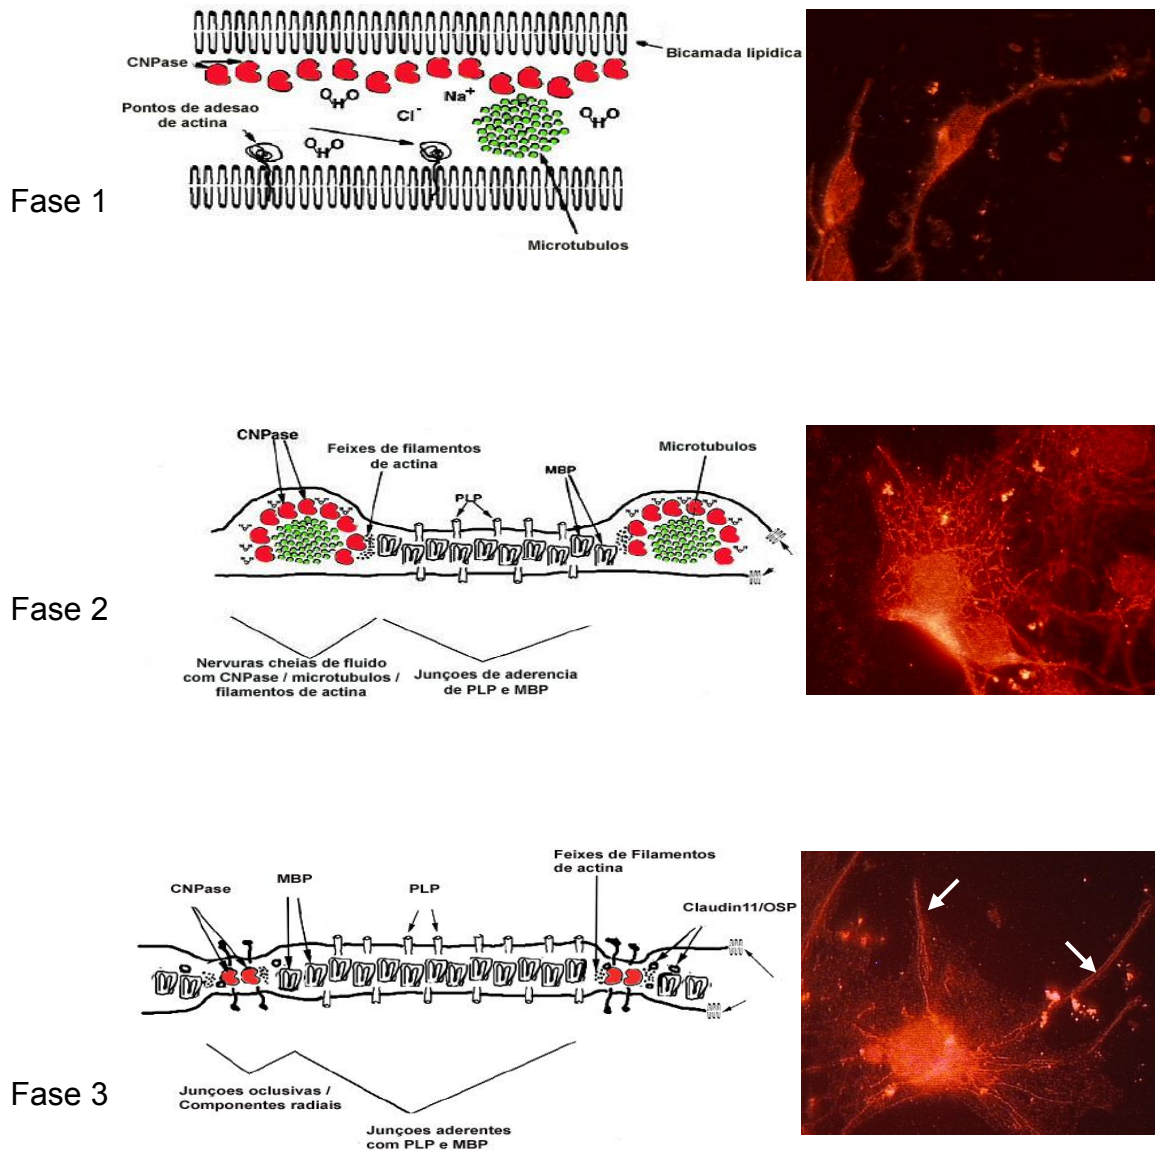 CNPase
Bicamada lipidica
Pontos de adesao
de actina
O H O
Cl-
Na+
O H O
O H O
Fase 1
Microtubulos
CNPase
Feixes de filamentos
de actina
Microtubulos
MBP
PLP
Fase 2
Nervuras cheias de fluido
com CNPase / microtubulos /
filamentos de actina
Junçoes de aderencia
de PLP e MBP
Feixes de Filamentos
de actina
CNPase
MBP
PLP
Claudin11/OSP
Fase 3
Junçoes oclusivas /
Componentes radiais
Junçoes aderentes
com PLP e MBP